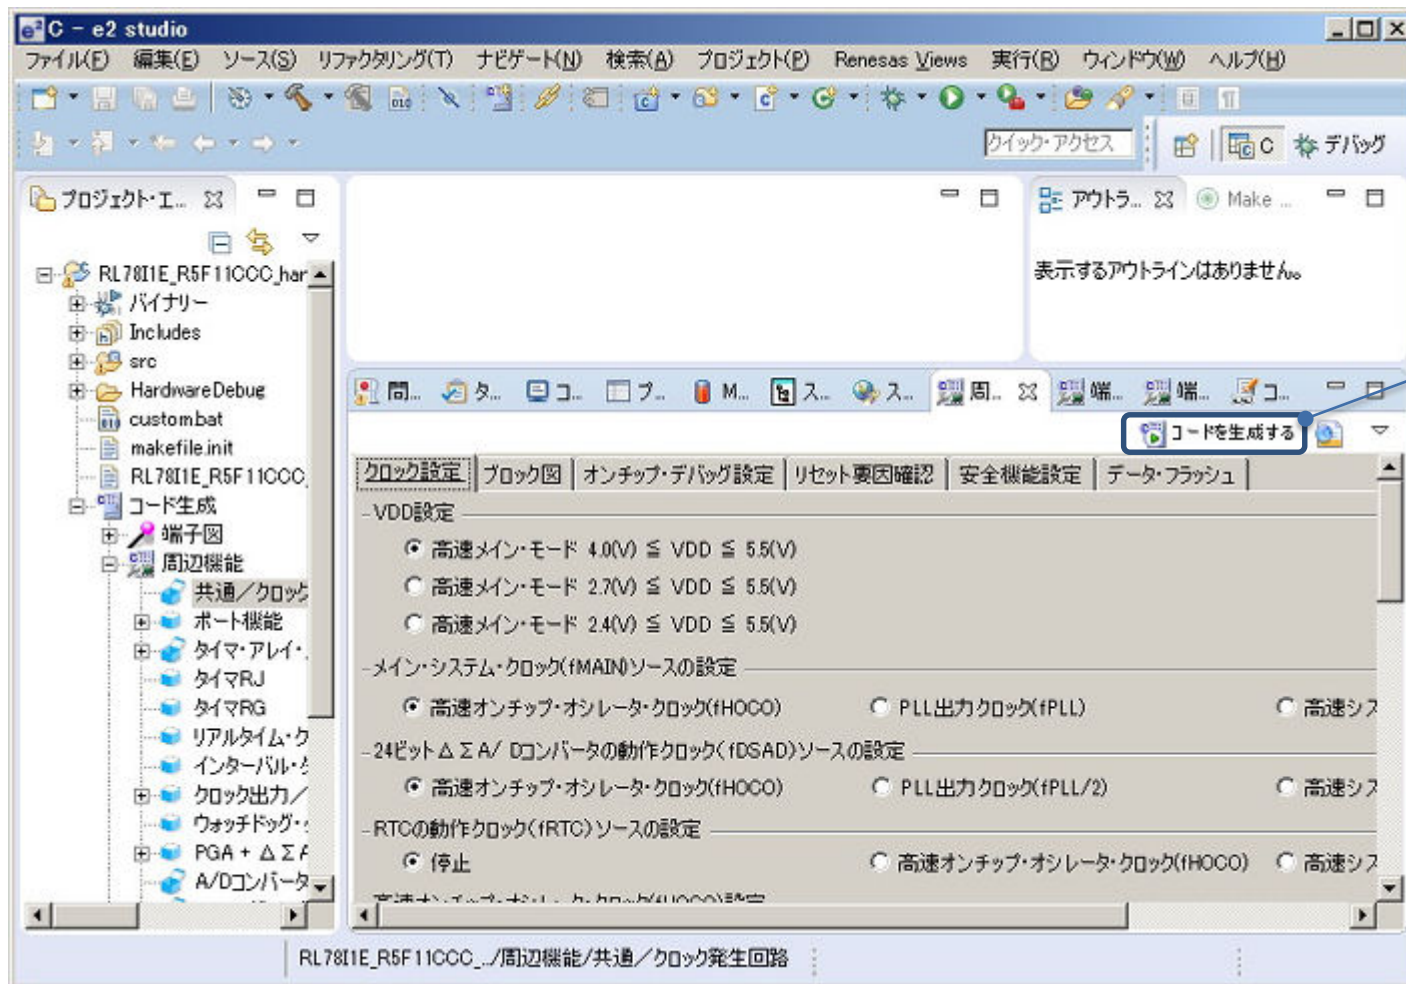 C - e2 studio
ファイル(F) 編集(E) ソース(S) リファクタリング(T) ナビゲート(N) 検索(A) プロジェクト(P) Renesas Views 実行(R) ウィンドウ(W) ヘルプ(H)
クイック・アクセス
C
デバッグ
プロジェクト・エ...
アウトラ...
Make ...
表示するアウトラインはありません。
RL78I1E_R5F11CCC_har
バイナリー
Includes
src
HardwareDebug
custom.bat
makefile.init
RL78I1E_R5F11CCC_
コード生成
端子図
周辺機能
共通／クロック
ポート機能
タイマ・アレイ・
タイマRJ
タイマRG
リアルタイム・ク
インターバル・
クロック出力／
ウォッチドッグ・
PGA + ΔΣA
A/Dコンバータ
問... タ... コ... プ... M... ス... ス... 周... 端... 端... コ...
コードを生成する
クロック設定 ブロック図 オンチップ・デバッグ設定 リセット要因確認 安全機能設定 データ・フラッシュ
VDD設定
高速メイン・モード 4.0(V) ≦ VDD ≦ 5.5(V)
高速メイン・モード 2.7(V) ≦ VDD ≦ 5.5(V)
高速メイン・モード 2.4(V) ≦ VDD ≦ 5.5(V)
メイン・システム・クロック(fMAIN)ソースの設定
高速オンチップ・オシレータ・クロック(fHOCO) PLL出力クロック(fPLL) 高速シス
24ビットΔΣA/Dコンバータの動作クロック(fDSAD)ソースの設定
高速オンチップ・オシレータ・クロック(fHOCO) PLL出力クロック(fPLL/2) 高速シス
RTCの動作クロック(fRTC)ソースの設定
停止 高速オンチップ・オシレータ・クロック(fHOCO) 高速シス
高速オンチップ・オシレータ・クロック(fHOCO)設定
RL78I1E_R5F11CCC_../周辺機能/共通／クロック発生回路